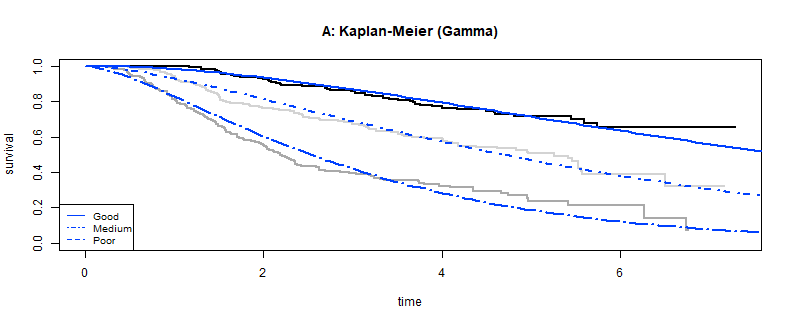 A: Kaplan-Meier (Gamma)
survival
1.0
0.8
0.6
0.4
0.2
0.0
Good
Medium
Poor
0 2 4 6
time